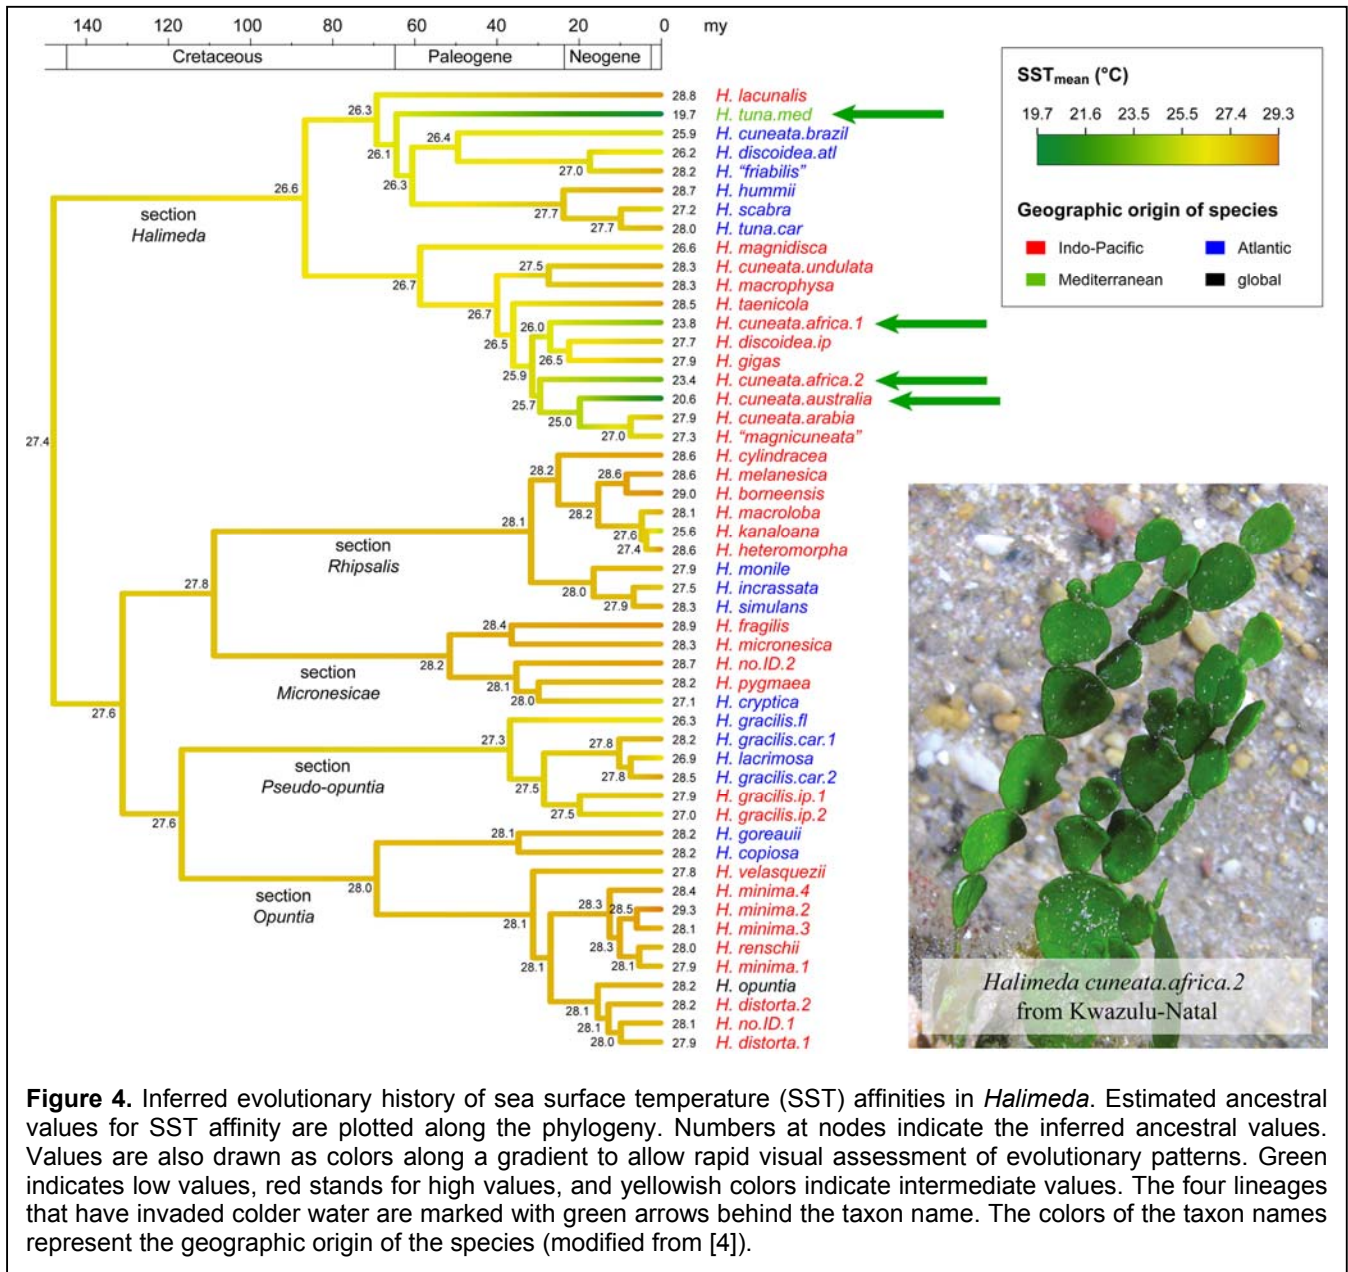 140 120 100 80 60 40 20 0 my
Cretaceous Paleogene Neogene
SSTmean (°C)
19.7 21.6 23.5 25.5 27.4 29.3
Geographic origin of species
Indo-Pacific Atlantic
Mediterranean global
28.8 H. lacunalis
19.7 H. tuna.med
25.9 H. cuneata.brazil
26.2 H. discoidea.atl
28.2 H. "friabilis"
28.7 H. hummii
27.2 H. scabra
28.0 H. tuna.car
26.6 H. magnidisca
28.3 H. cuneata.undulata
28.3 H. macrophysa
28.5 H. taenicola
23.8 H. cuneata.africa.1
27.7 H. discoidea.ip
27.9 H. gigas
23.4 H. cuneata.africa.2
20.6 H. cuneata.australia
27.9 H. cuneata.arabia
27.3 H. "magnicuneata"
28.6 H. cylindracea
28.6 H. melanesica
29.0 H. borneensis
28.1 H. macroloba
25.6 H. kanaloana
28.6 H. heteromorpha
27.9 H. monile
27.5 H. incrassata
28.3 H. simulans
28.9 H. fragilis
28.3 H. micronesica
28.7 H. no.ID.2
28.2 H. pygmaea
27.1 H. cryptica
26.3 H. gracilis.fl
28.2 H. gracilis.car.1
26.9 H. lacrimosa
28.5 H. gracilis.car.2
27.9 H. gracilis.ip.1
27.0 H. gracilis.ip.2
28.2 H. goreauii
28.2 H. copiosa
27.8 H. velasquezii
28.4 H. minima.4
29.3 H. minima.2
28.1 H. minima.3
28.0 H. renschii
27.9 H. minima.1
28.2 H. opuntia
28.2 H. distorta.2
28.1 H. no.ID.1
27.9 H. distorta.1
27.4
26.6
26.3
26.1
26.3
26.4
27.0
27.7
27.7
section
Halimeda
26.7
26.7
27.5
26.5
25.9
26.0
26.5
25.7
25.0
27.0
27.6
27.8
section
Rhipsalis
28.1
28.2
28.2
28.6
27.6
27.4
28.0
27.9
section
Micronesicae
28.2
28.4
28.1
28.0
27.6
section
Pseudo-opuntia
27.3
27.5
27.8
27.8
27.5
section
Opuntia
28.0
28.1
28.1
28.1
28.3
28.5
28.3
28.1
28.1
28.1
28.0
Halimeda cuneata.africa.2
from Kwazulu-Natal
Figure 4. Inferred evolutionary history of sea surface temperature (SST) affinities in Halimeda. Estimated ancestral
values for SST affinity are plotted along the phylogeny. Numbers at nodes indicate the inferred ancestral values.
Values are also drawn as colors along a gradient to allow rapid visual assessment of evolutionary patterns. Green
indicates low values, red stands for high values, and yellowish colors indicate intermediate values. The four lineages
that have invaded colder water are marked with green arrows behind the taxon name. The colors of the taxon names
represent the geographic origin of the species (modified from [4]).